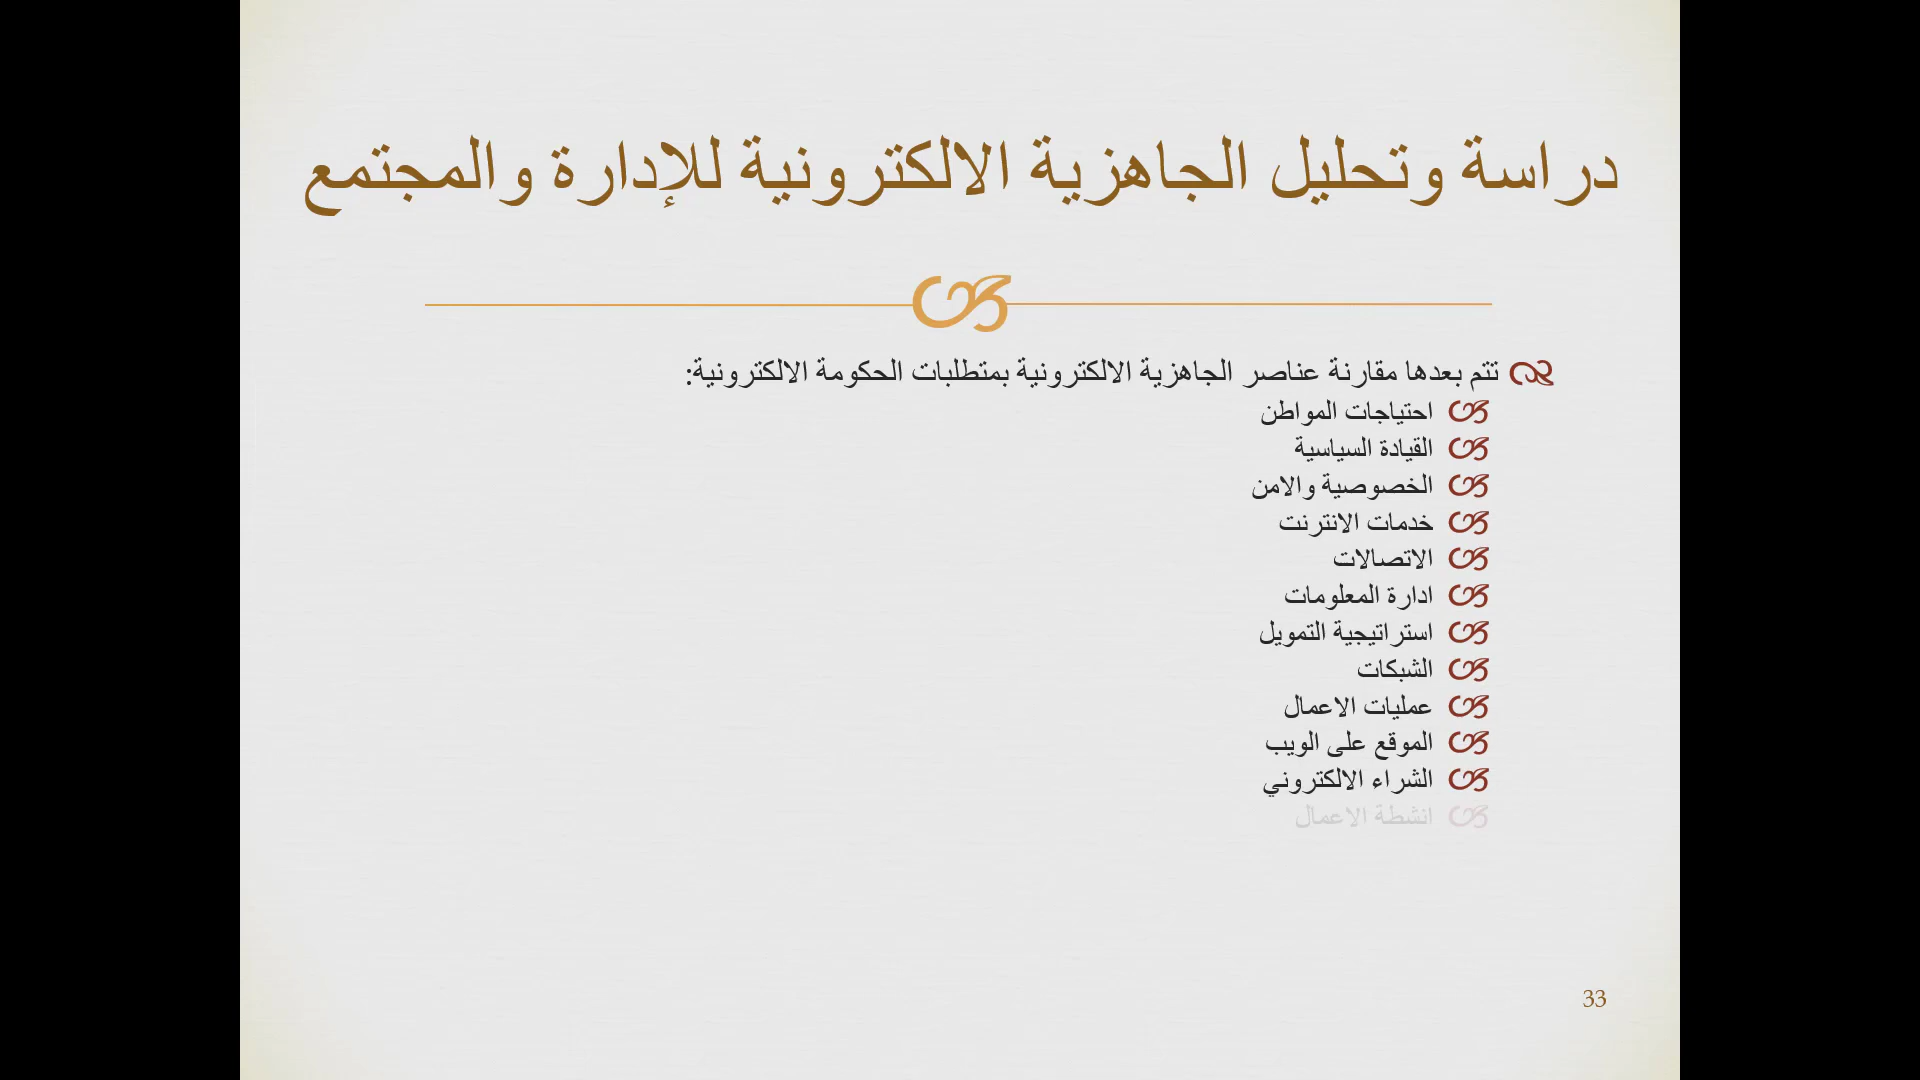 دراسة وتحليل الجاهزية الالكترونية للإدارة والمجتمع
تتم بعدها مقارنة عناصر الجاهزية الالكترونية بمتطلبات الحكومة الالكترونية:
احتياجات المواطن
القيادة السياسية
الخصوصية والامن
خدمات الانترنت
الاتصالات
ادارة المعلومات
استراتيجية التمويل
الشبكات
عمليات الاعمال
الموقع على الويب
الشراء الالكتروني
انشطة الاعمال
33